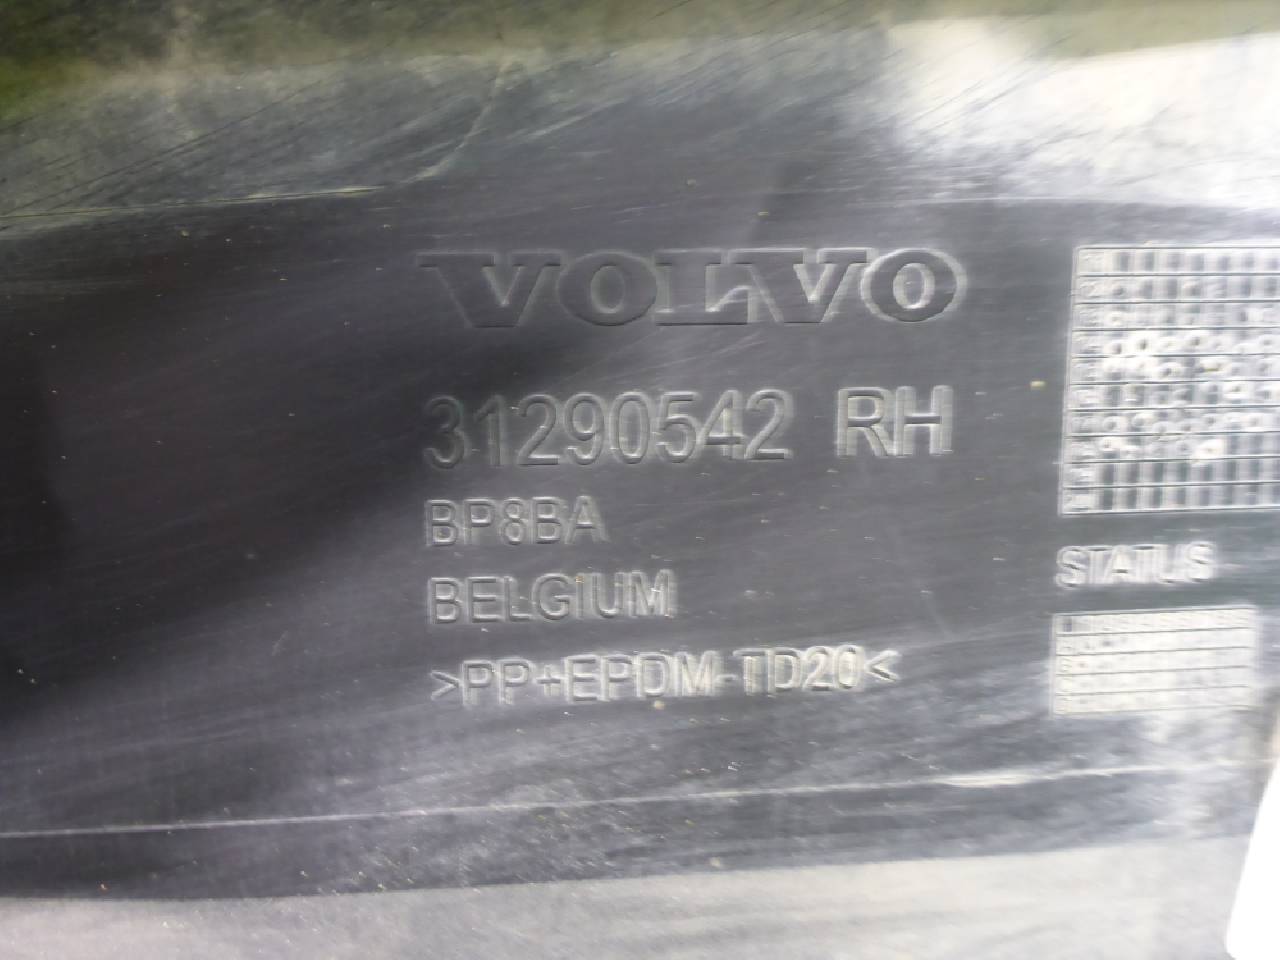 VOLVO
31290542 RH
BP8BA
BELGIUM
>PP+EPDM-TD20<
STATUS